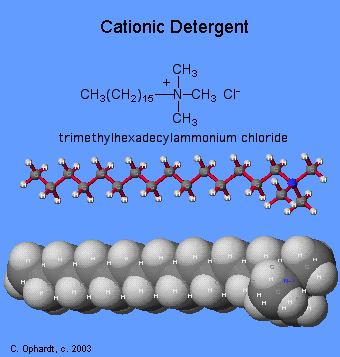 Cationic Detergent
CH₃
+
CH₃(CH₂)₁₅—N—CH₃ Cl⁻
CH₃
trimethylhexadecylammonium chloride
C. Ophardt, c. 2003